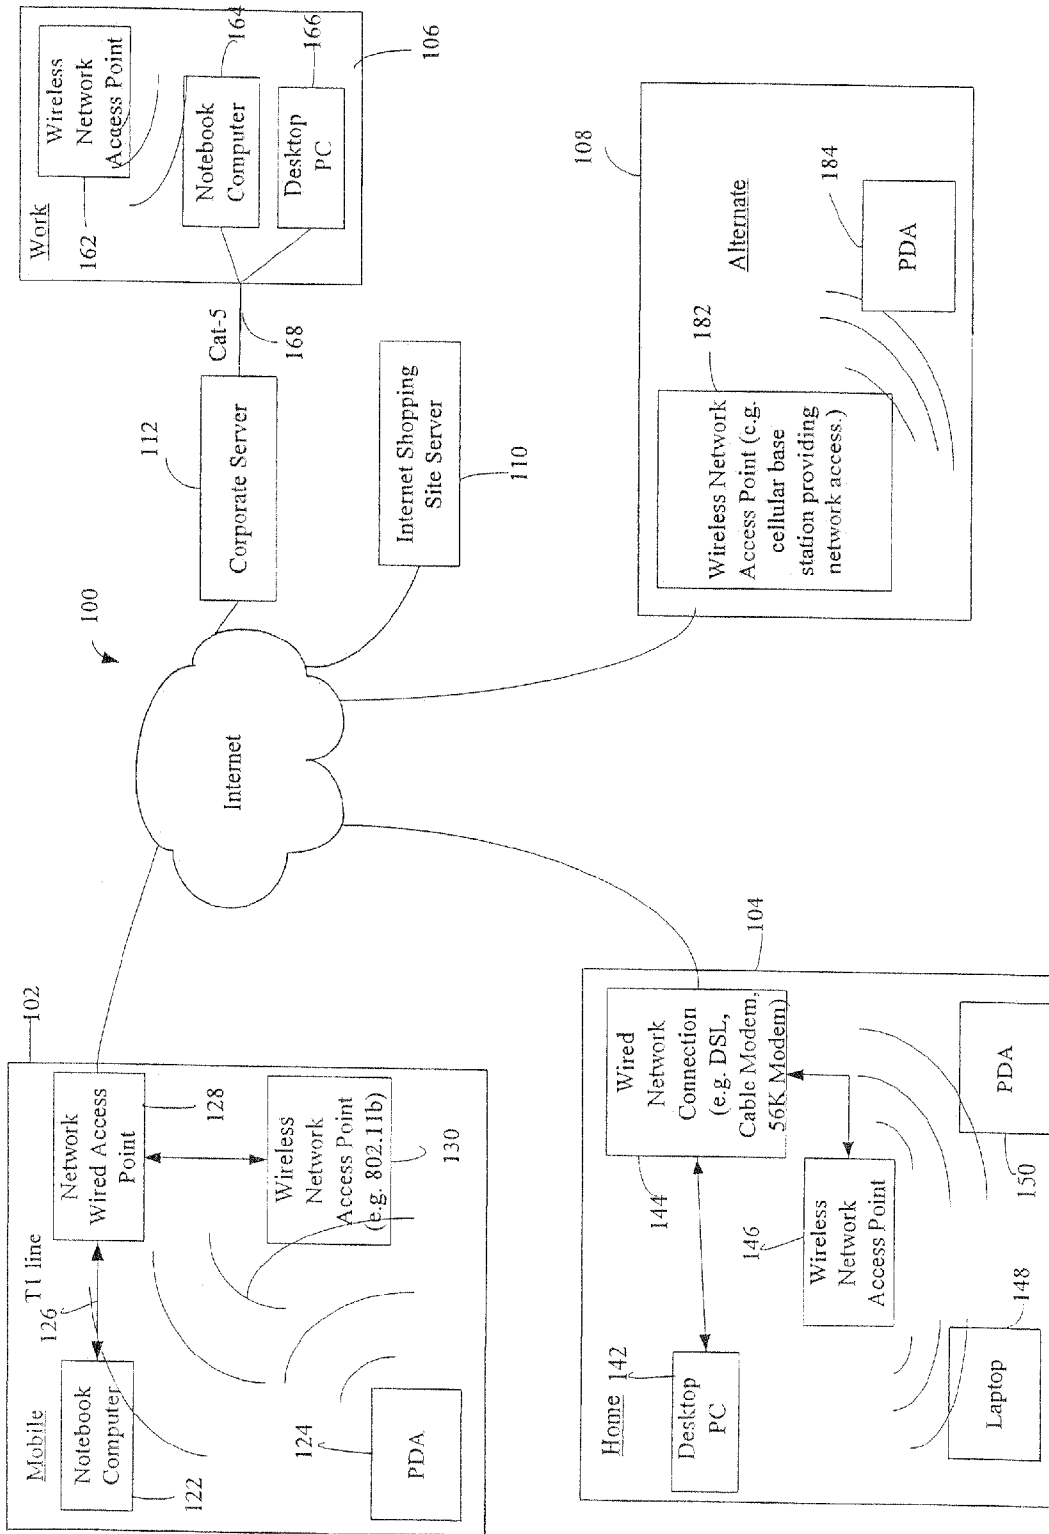 100
102
Mobile
Notebook
Computer
122
126
T1 line
Network
Wired Access
Point
128
Wireless
Network
Access Point
(e.g. 802.11b)
130
124
PDA
Internet
112
Corporate Server
Cat-5
168
Internet Shopping
Site Server
110
Work
162
Wireless
Network
Access Point
164
Notebook
Computer
166
Desktop
PC
106
Home
142
Desktop
PC
144
Wired
Network
Connection
(e.g. DSL,
Cable Modem,
56K Modem)
104
146
Wireless
Network
Access Point
148
Laptop
150
PDA
108
Alternate
182
Wireless Network
Access Point (e.g.
cellular base
station providing
network access.)
184
PDA